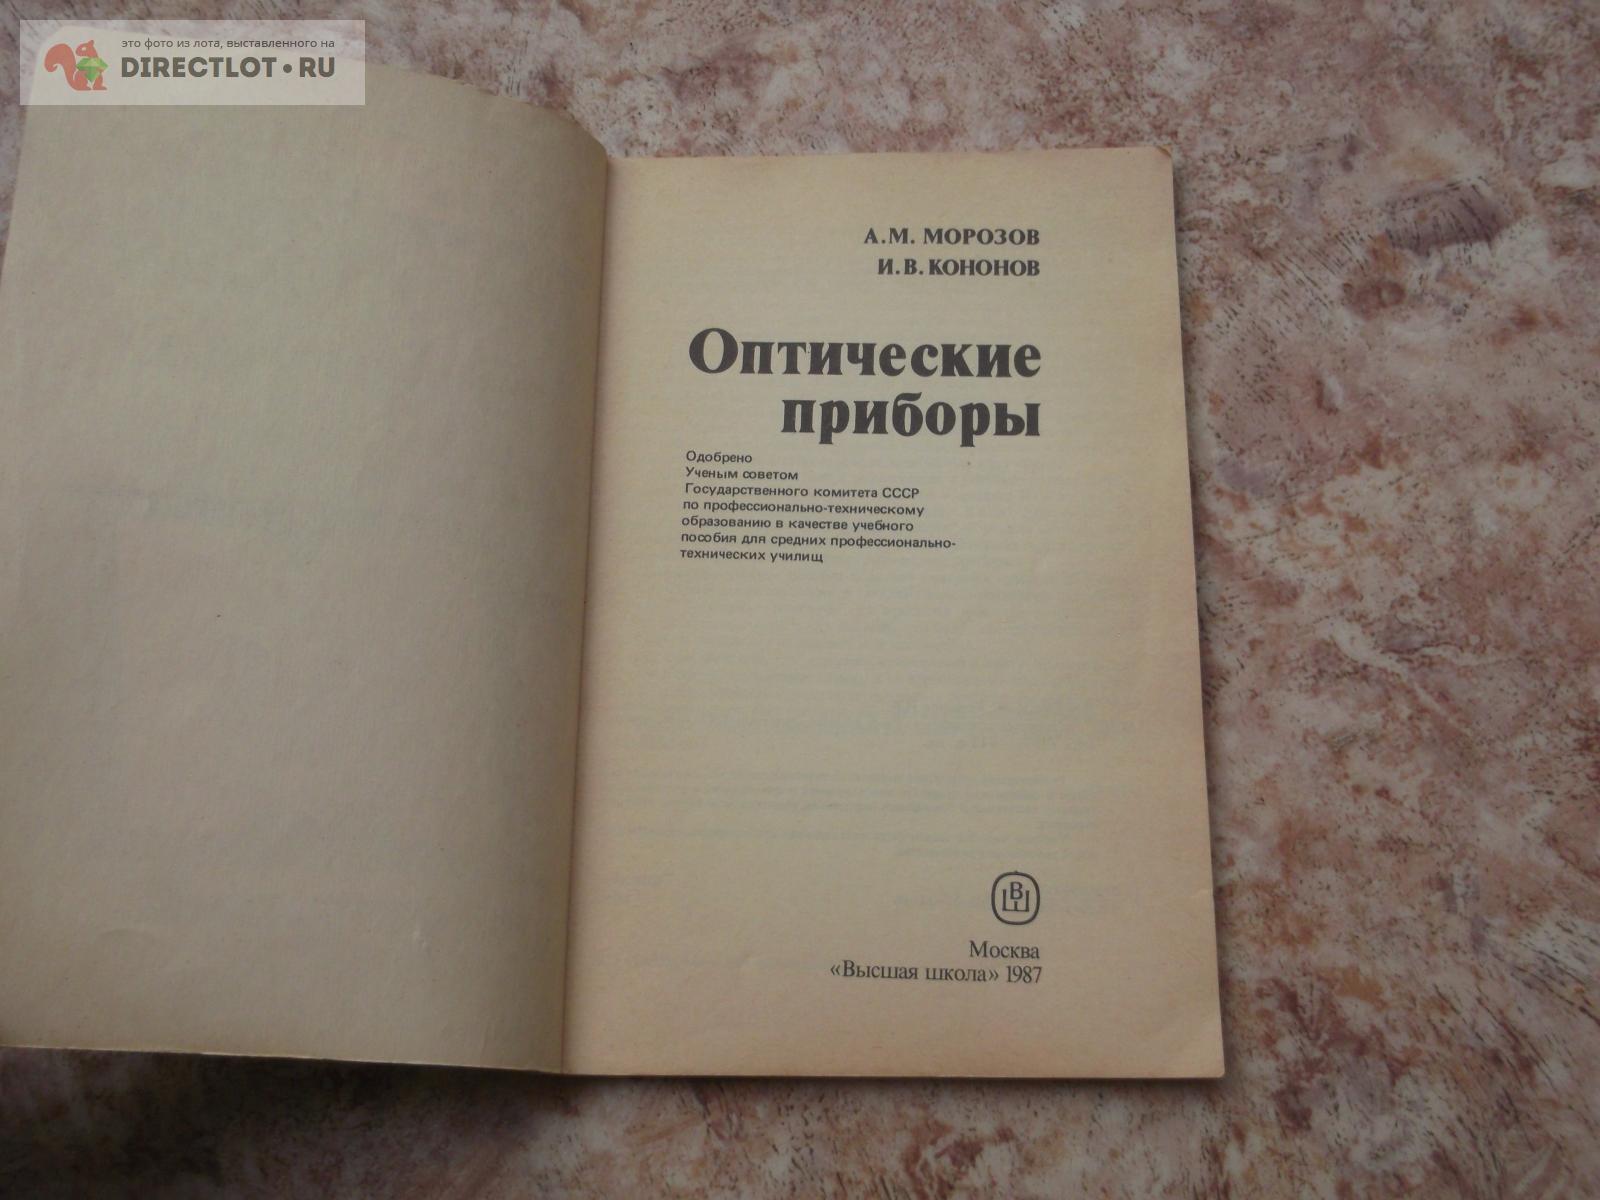 это фото из лота, выставленного на
DIRECTLOT•RU
А.М. МОРОЗОВ
И.В. КОНОНОВ
Оптические
приборы
Одобрено
Ученым советом
Государственного комитета СССР
по профессионально-техническому
образованию в качестве учебного
пособия для средних профессионально-
технических училищ
ВШ
Москва
«Высшая школа» 1987